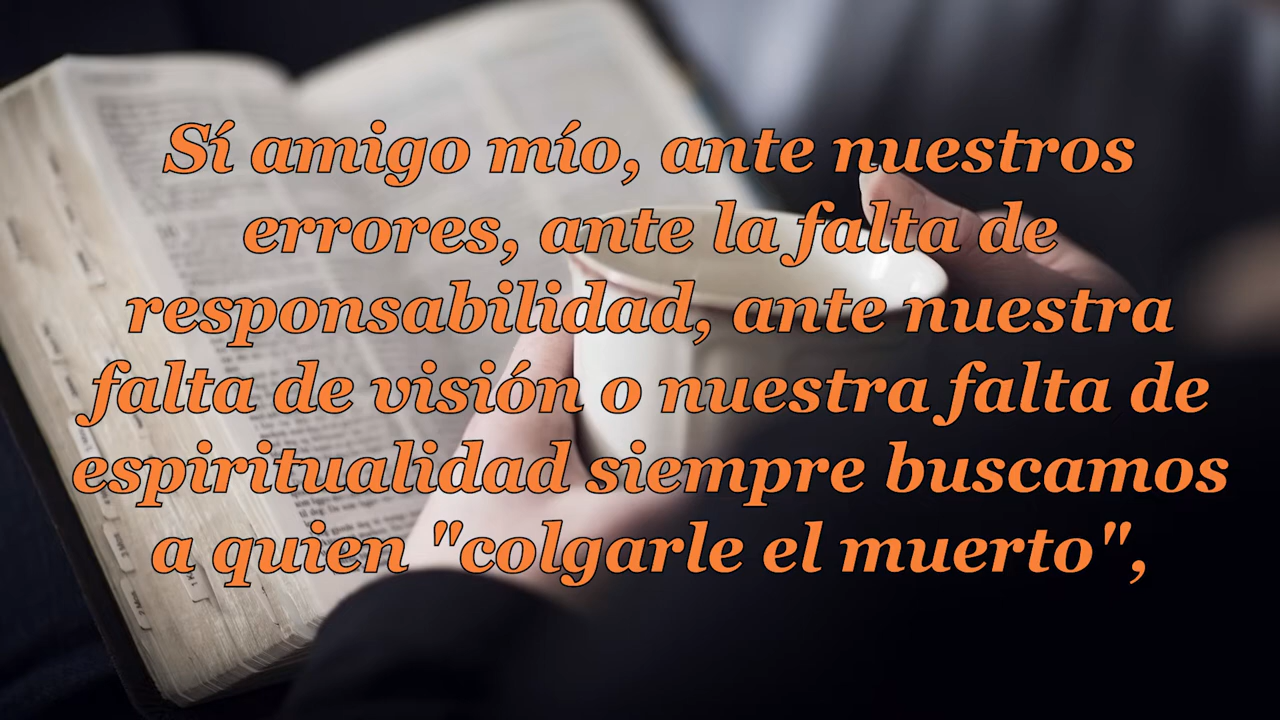 Sí amigo mío, ante nuestros
errores, ante la falta de
responsabilidad, ante nuestra
falta de visión o nuestra falta de
espiritualidad siempre buscamos
a quien "colgarle el muerto",